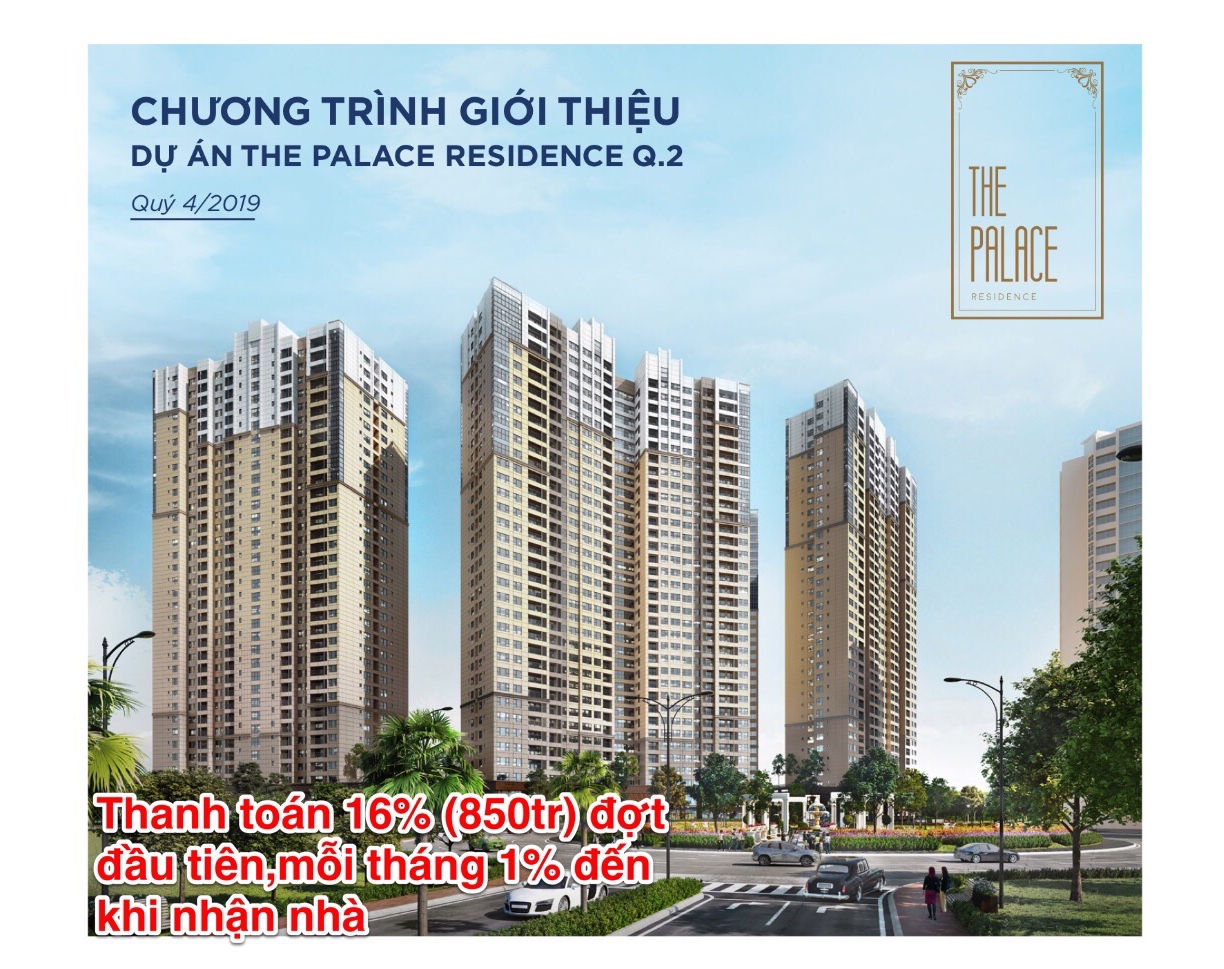 CHƯƠNG TRÌNH GIỚI THIỆU
DỰ ÁN THE PALACE RESIDENCE Q.2
Quý 4/2019
THE
PALACE
RESIDENCE
Thanh toán 16% (850tr) đợt
đầu tiên,mỗi tháng 1% đến
khi nhận nhà